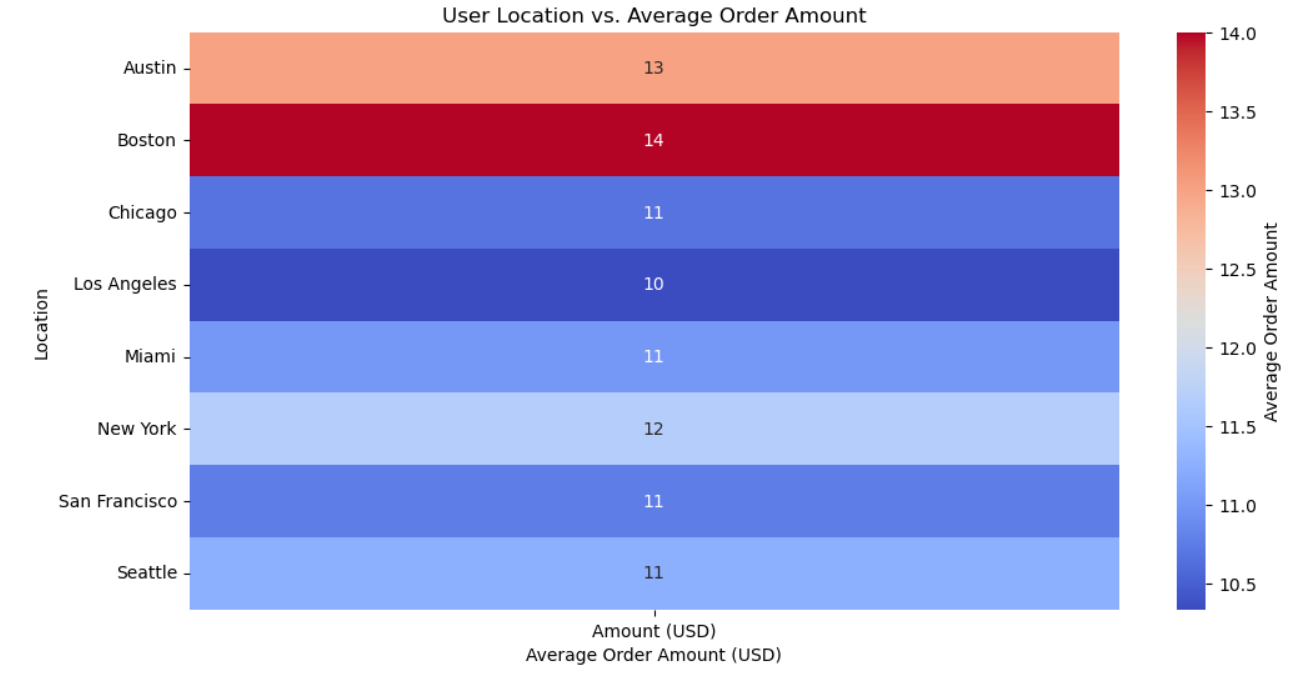 User Location vs. Average Order Amount
Austin 13
Boston 14
Chicago 11
Los Angeles 10
Miami 11
New York 12
San Francisco 11
Seattle 11
Location
Amount (USD)
Average Order Amount (USD)
14.0
13.5
13.0
12.5
12.0
11.5
11.0
10.5
Average Order Amount